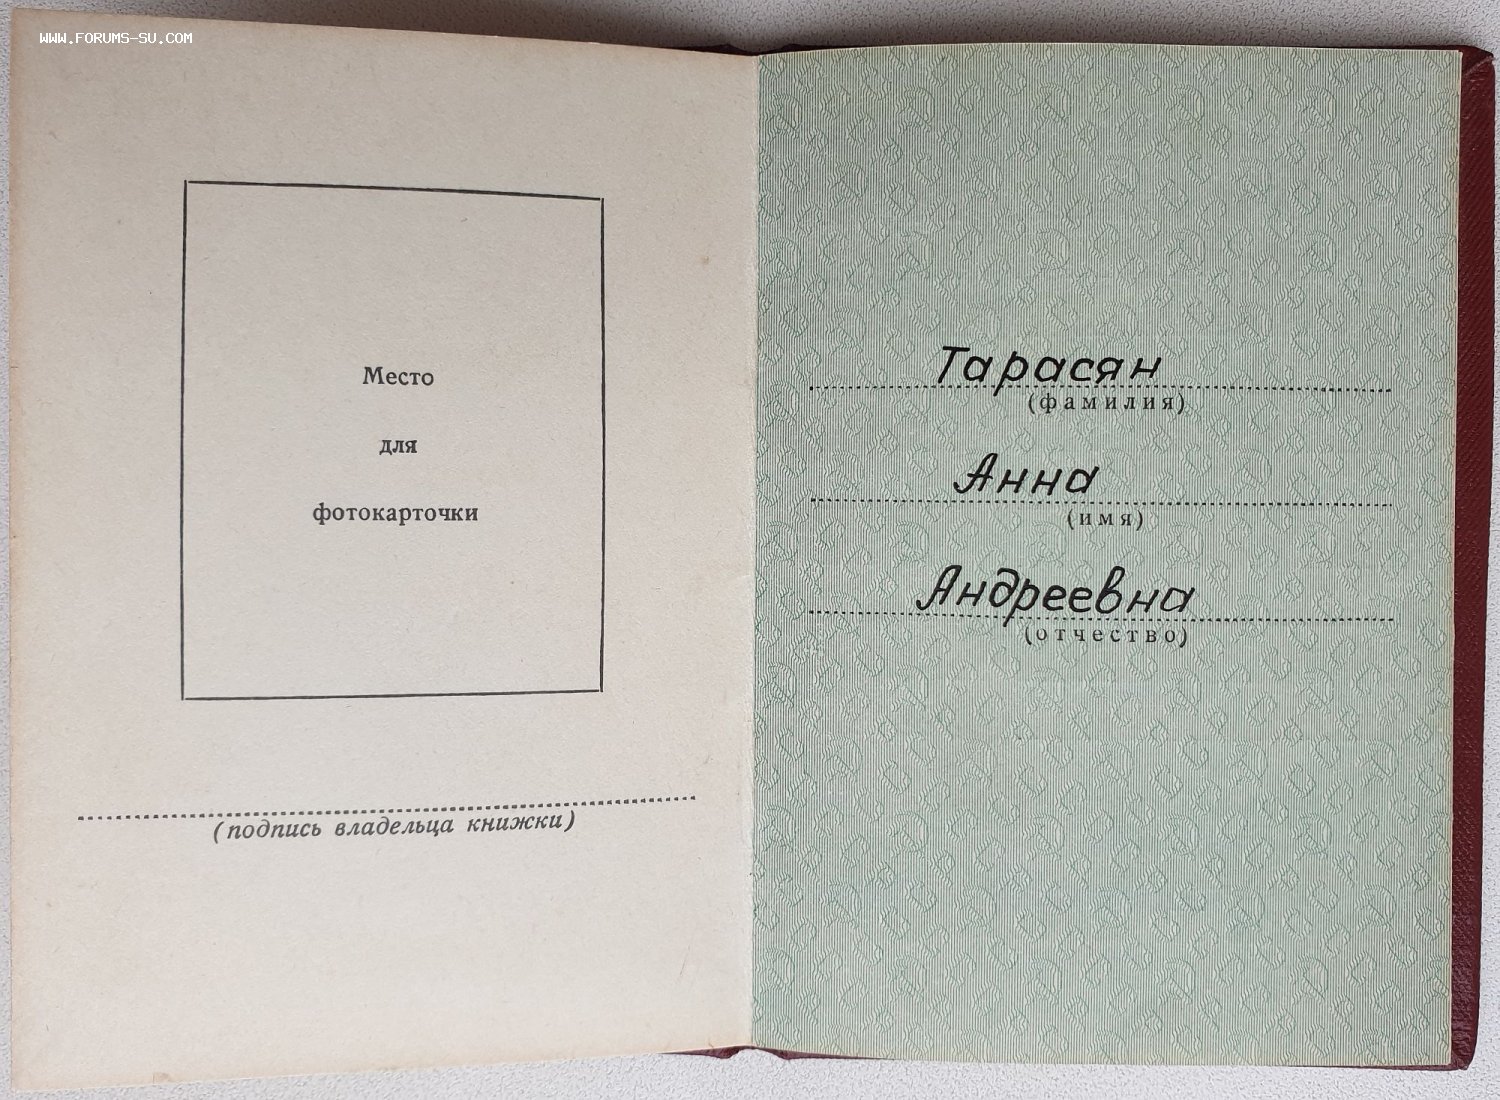 WWW.FORUMS-SU.COM
Место
для
фотокарточки
(подпись владельца книжки)
Тарасян
(фамилия)
Анна
(имя)
Андреевна
(отчество)